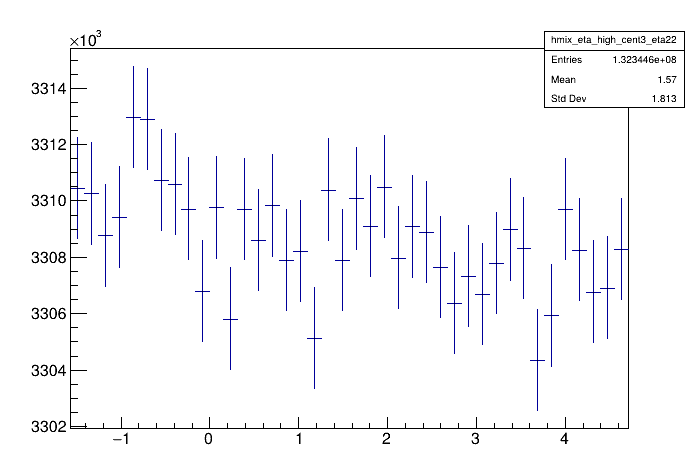 ×10³
hmix_eta_high_cent3_eta22
Entries 1.323446e+08
Mean 1.57
Std Dev 1.813
3314
3312
3310
3308
3306
3304
3302
−1 0 1 2 3 4